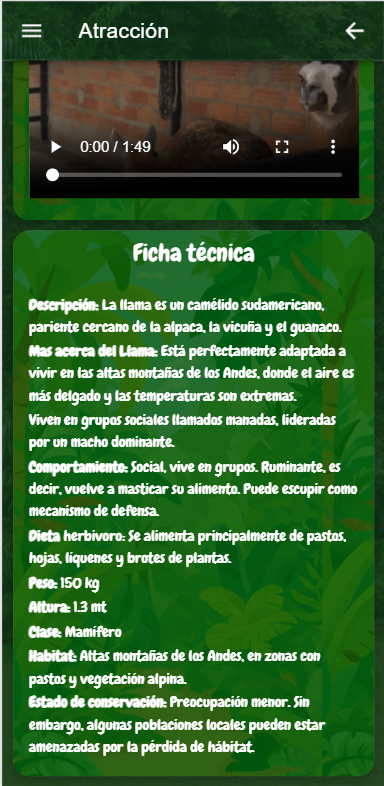 Atracción
0:00 / 1:49
Ficha técnica
Descripción: La llama es un camélido sudamericano,
pariente cercano de la alpaca, la vicuña y el guanaco.
Mas acerca del Llama: Está perfectamente adaptada a
vivir en las altas montañas de los Andes, donde el aire es
más delgado y las temperaturas son extremas.
Viven en grupos sociales llamados manadas, lideradas
por un macho dominante.
Comportamiento: Social, vive en grupos. Ruminante, es
decir, vuelve a masticar su alimento. Puede escupir como
mecanismo de defensa.
Dieta herbívoro: Se alimenta principalmente de pastos,
hojas, líquenes y brotes de plantas.
Peso: 150 kg
Altura: 1.3 mt
Clase: Mamífero
Habitat: Altas montañas de los Andes, en zonas con
pastos y vegetación alpina.
Estado de conservación: Preocupación menor. Sin
embargo, algunas poblaciones locales pueden estar
amenazadas por la pérdida de hábitat.